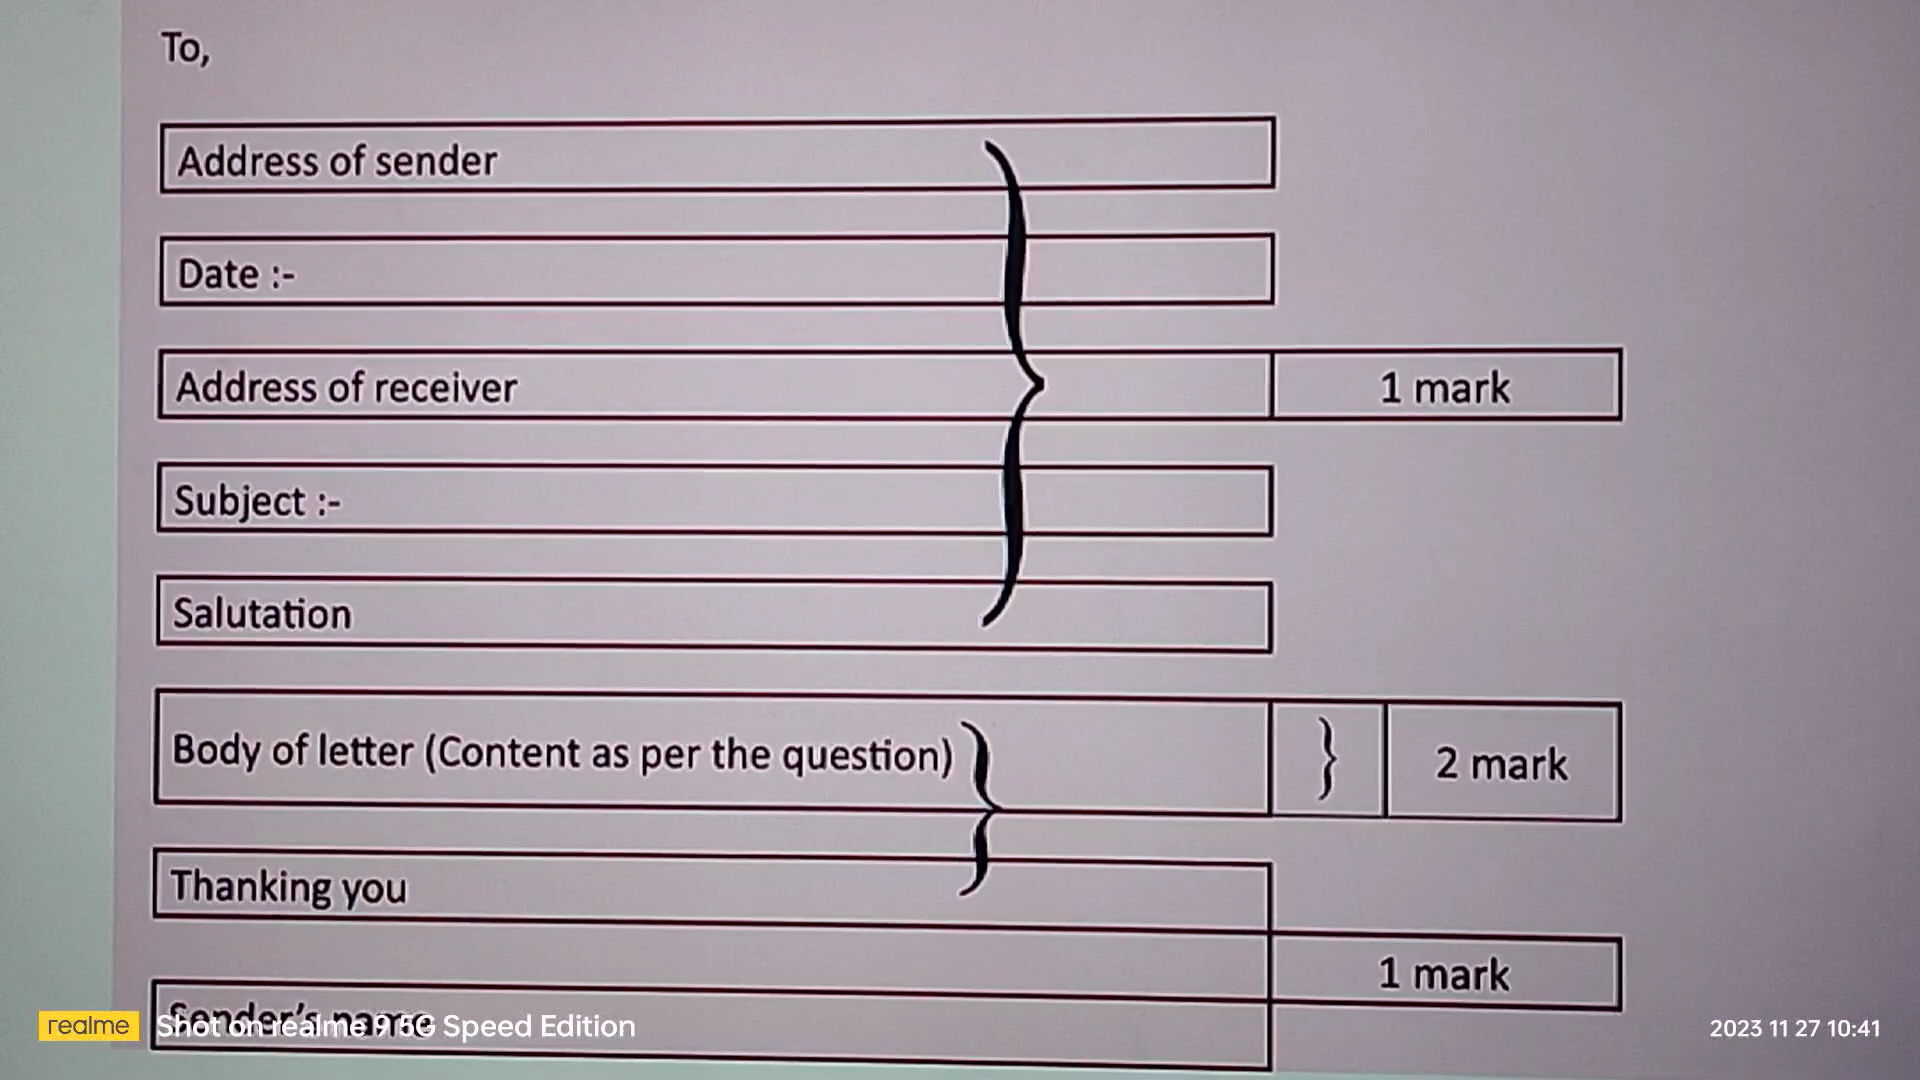 To,
Address of sender
Date :-
Address of receiver
1 mark
Subject :-
Salutation
Body of letter (Content as per the question)
2 mark
Thanking you
1 mark
Sender's name
realme Shot on realme 9 5G Speed Edition
2023 11 27 10:41